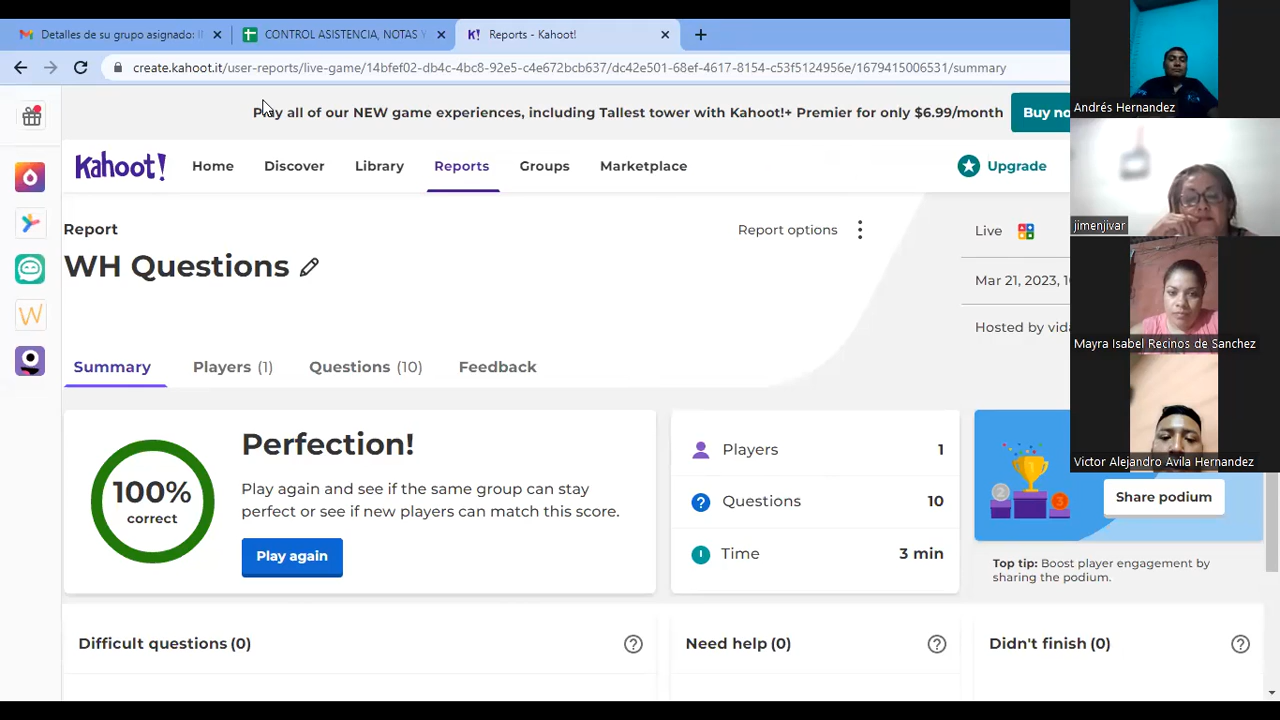 Detalles de su grupo asignado: I
CONTROL ASISTENCIA, NOTAS Y
Reports - Kahoot!
create.kahoot.it/user-reports/live-game/14bfef02-db4c-4bc8-92e5-c4e672bcb637/dc42e501-68ef-4617-8154-c53f5124956e/1679415006531/summary
Play all of our NEW game experiences, including Tallest tower with Kahoot!+ Premier for only $6.99/month
Buy no
Kahoot!
Home
Discover
Library
Reports
Groups
Marketplace
Upgrade
Report
Report options
Live
WH Questions
Mar 21, 2023, 1
Hosted by vida
Summary
Players (1)
Questions (10)
Feedback
100%
correct
Perfection!
Play again and see if the same group can stay
perfect or see if new players can match this score.
Play again
Players 1
Questions 10
Time 3 min
1
2
3
Share podium
Top tip: Boost player engagement by
sharing the podium.
Difficult questions (0)
Need help (0)
Didn't finish (0)
Andrés Hernandez
jimenjivar
Mayra Isabel Recinos de Sanchez
Victor Alejandro Avila Hernandez